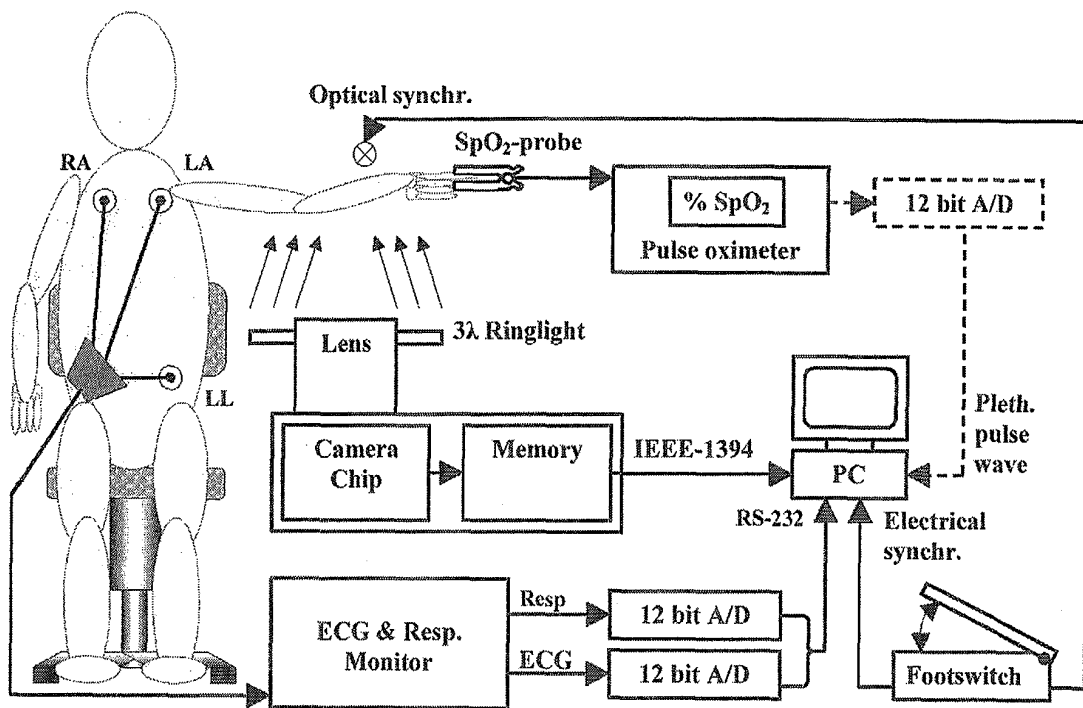 Optical synchr.
RA
LA
SpO₂-probe
% SpO₂
Pulse oximeter
12 bit A/D
3λ Ringlight
Lens
LL
Camera
Chip
Memory
IEEE-1394
PC
Pleth.
pulse
wave
RS-232
Electrical
synchr.
ECG & Resp.
Monitor
Resp
12 bit A/D
ECG
12 bit A/D
Footswitch